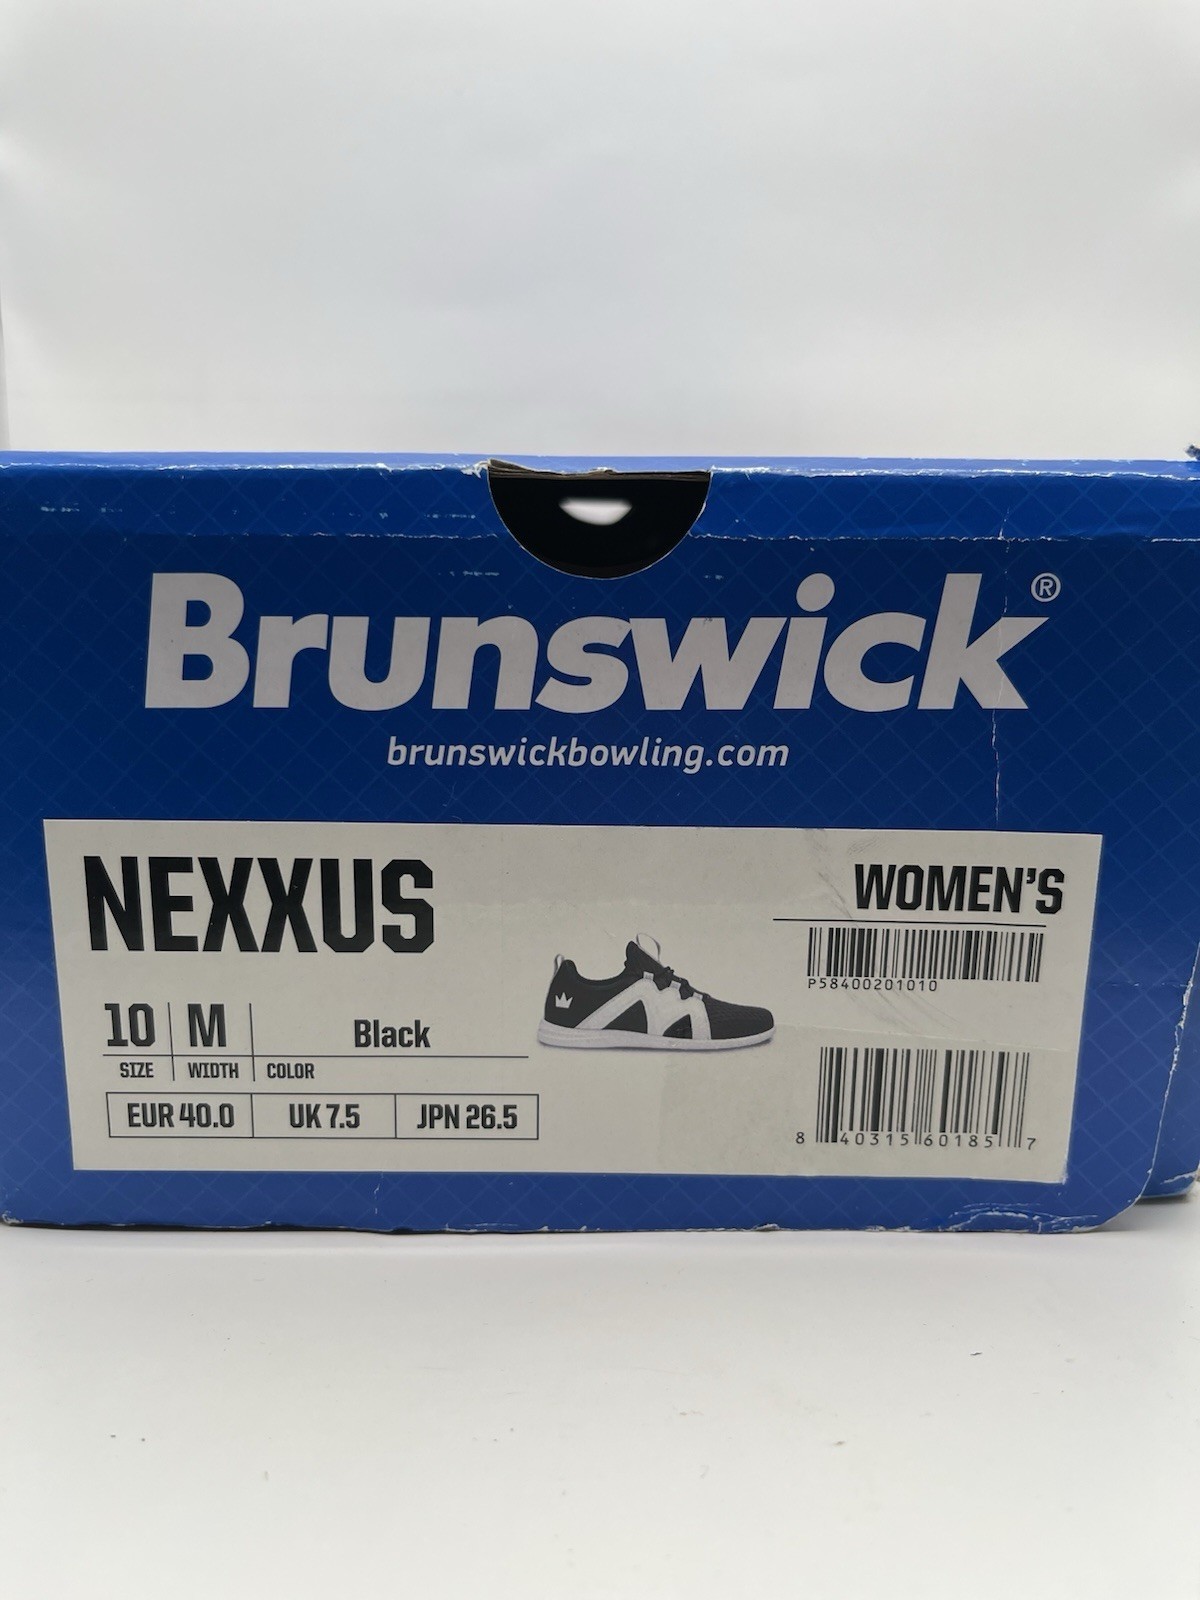 Brunswick®
brunswickbowling.com
NEXXUS
WOMEN'S
P58400201010
10 M Black
SIZE WIDTH COLOR
EUR 40.0 UK 7.5 JPN 26.5
8 40315 60185 7